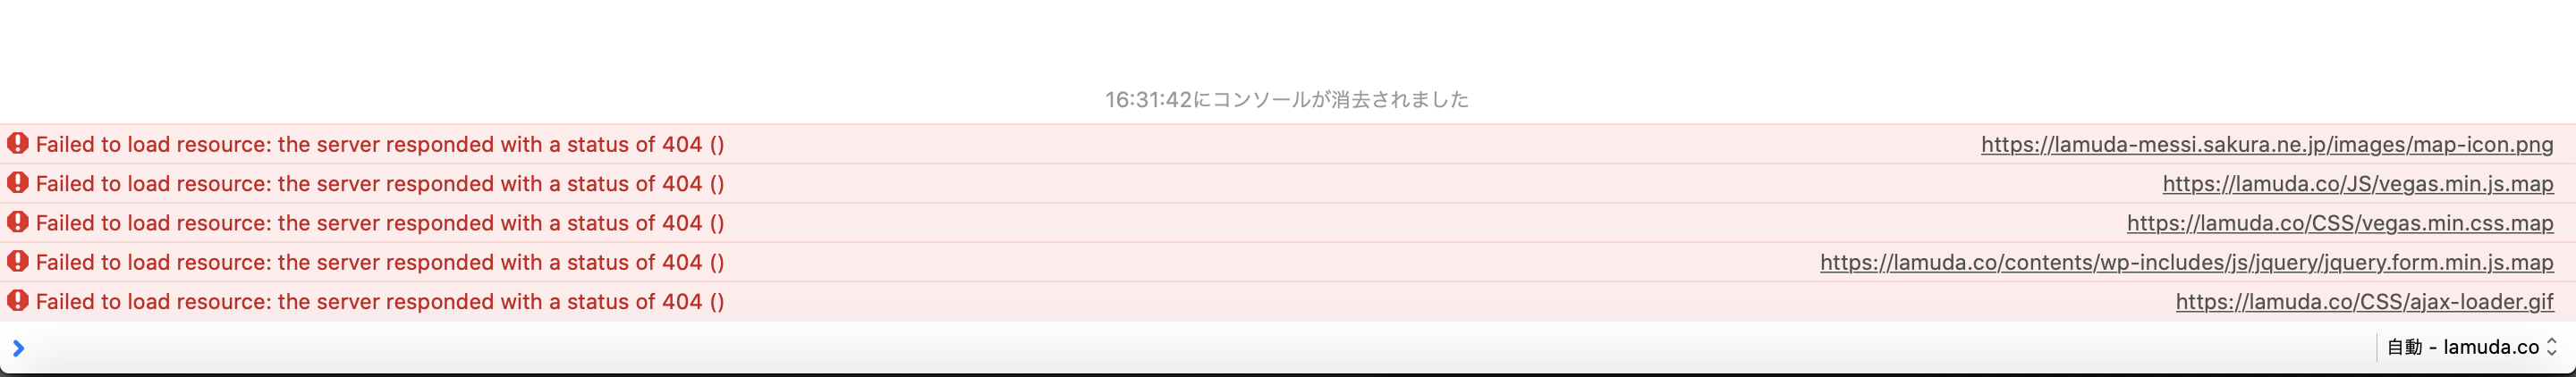 16:31:42にコンソールが消去されました
Failed to load resource: the server responded with a status of 404 () https://lamuda-messi.sakura.ne.jp/images/map-icon.png
Failed to load resource: the server responded with a status of 404 () https://lamuda.co/JS/vegas.min.js.map
Failed to load resource: the server responded with a status of 404 () https://lamuda.co/CSS/vegas.min.css.map
Failed to load resource: the server responded with a status of 404 () https://lamuda.co/contents/wp-includes/js/jquery/jquery.form.min.js.map
Failed to load resource: the server responded with a status of 404 () https://lamuda.co/CSS/ajax-loader.gif
自動 - lamuda.co